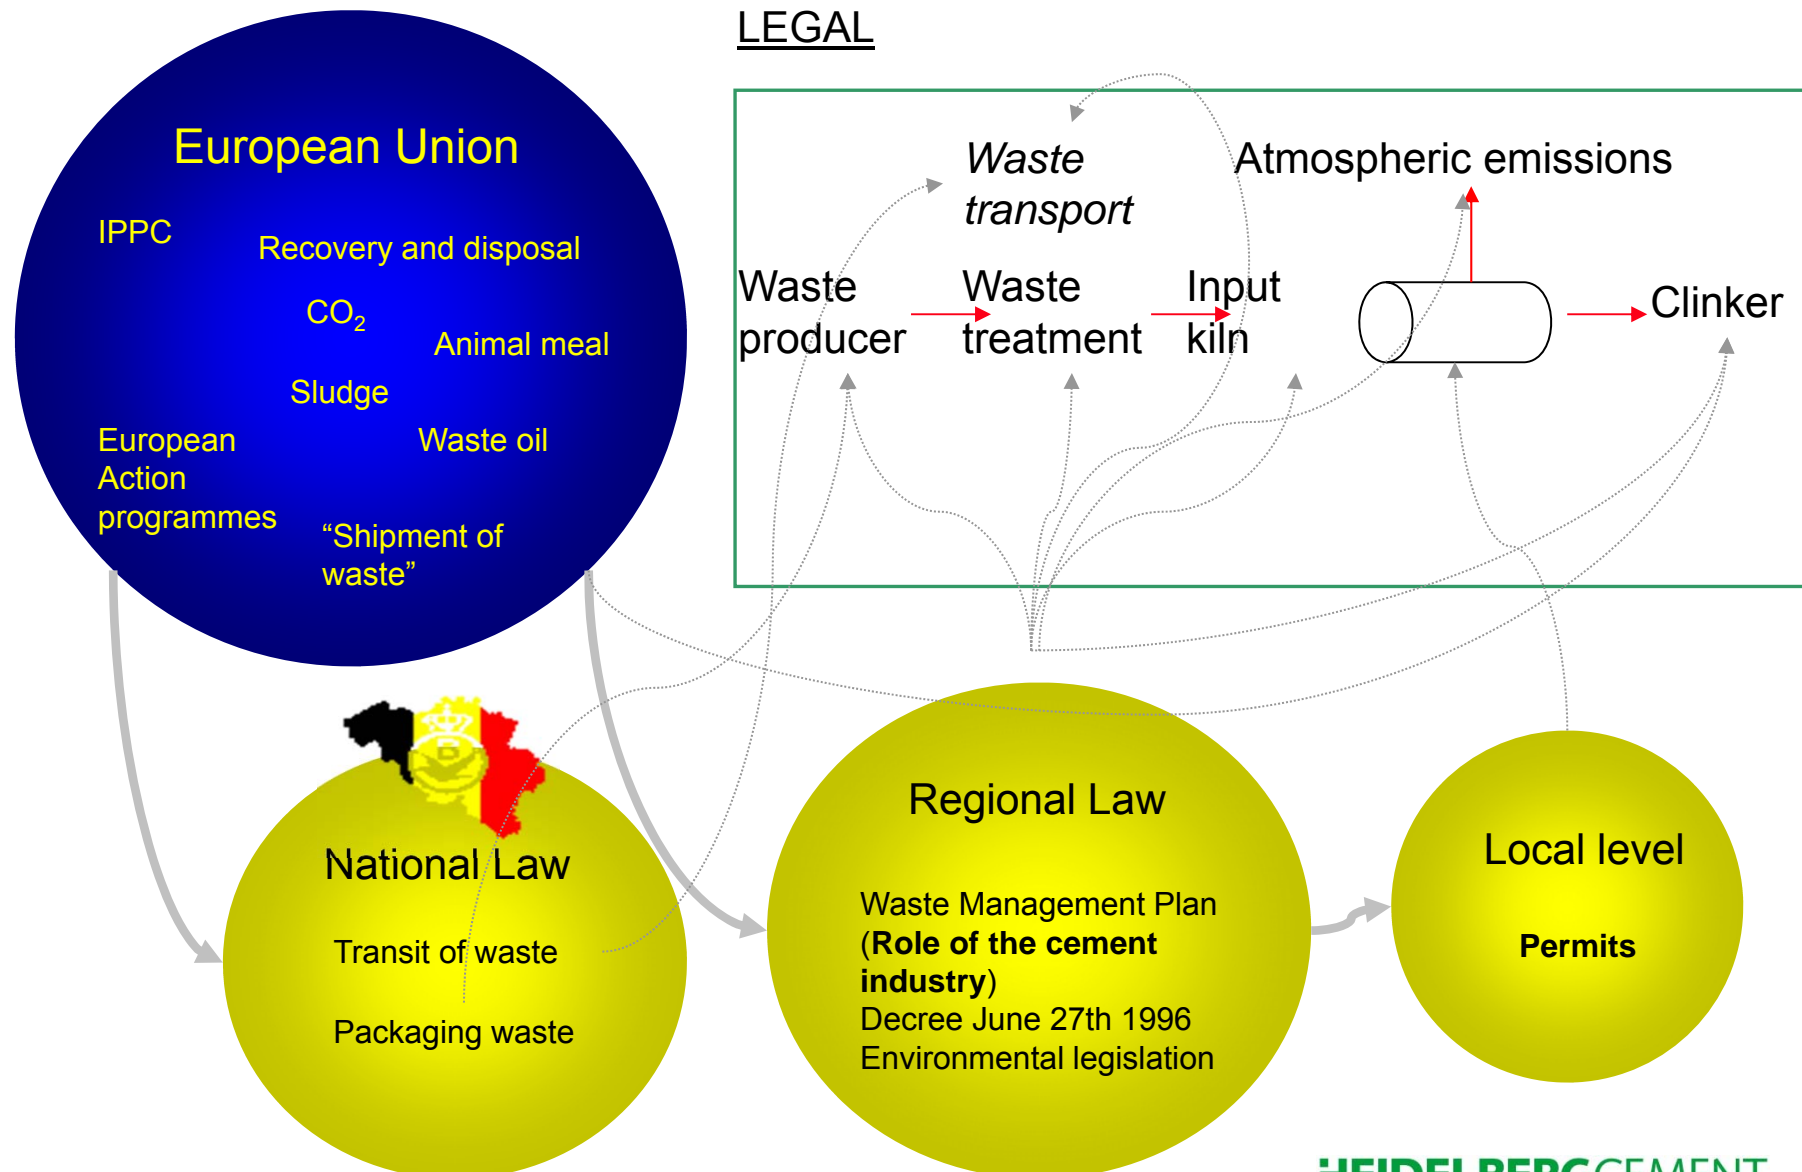 LEGAL
European Union
IPPC
Recovery and disposal
CO₂
Animal meal
Sludge
European
Action
programmes
Waste oil
“Shipment of
waste”
Waste
transport
Atmospheric emissions
Waste
producer
Waste
treatment
Input
kiln
Clinker
National Law
Transit of waste
Packaging waste
Regional Law
Waste Management Plan
(Role of the cement
industry)
Decree June 27th 1996
Environmental legislation
Local level
Permits
HEIDELBERGCEMENT